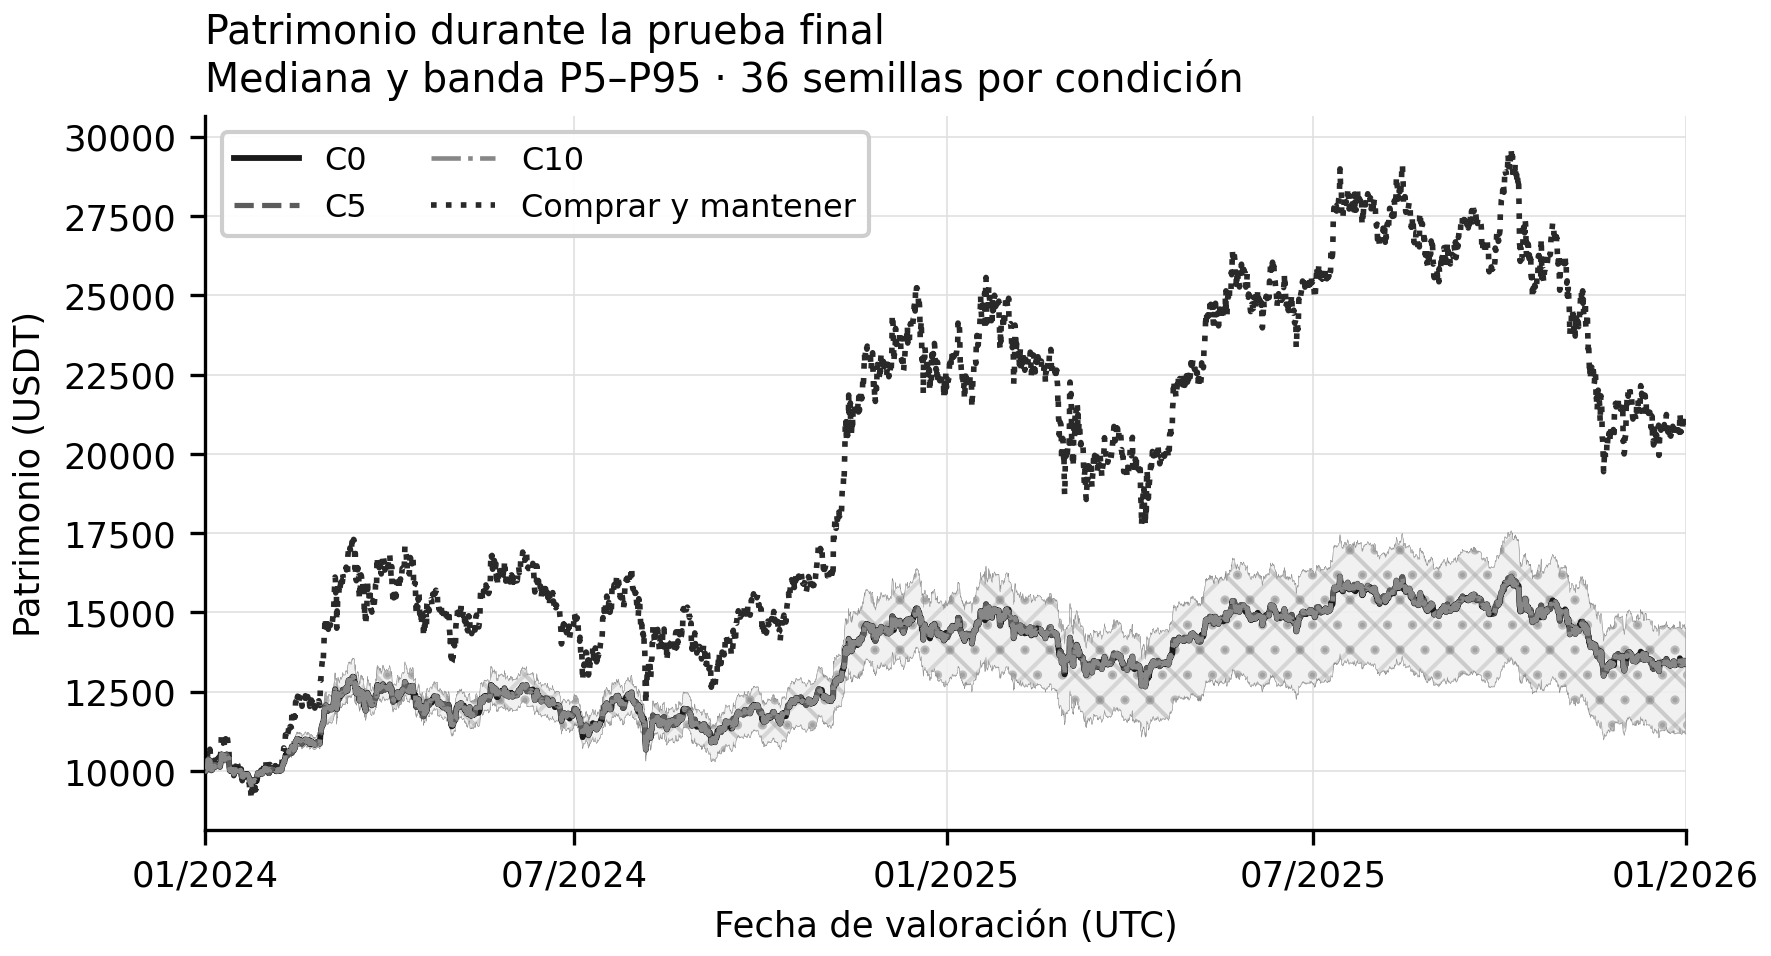 Patrimonio durante la prueba final
Mediana y banda P5–P95 · 36 semillas por condición
Patrimonio (USDT)
30000
27500
25000
22500
20000
17500
15000
12500
10000
C0
C5
C10
Comprar y mantener
01/2024
07/2024
01/2025
07/2025
01/2026
Fecha de valoración (UTC)